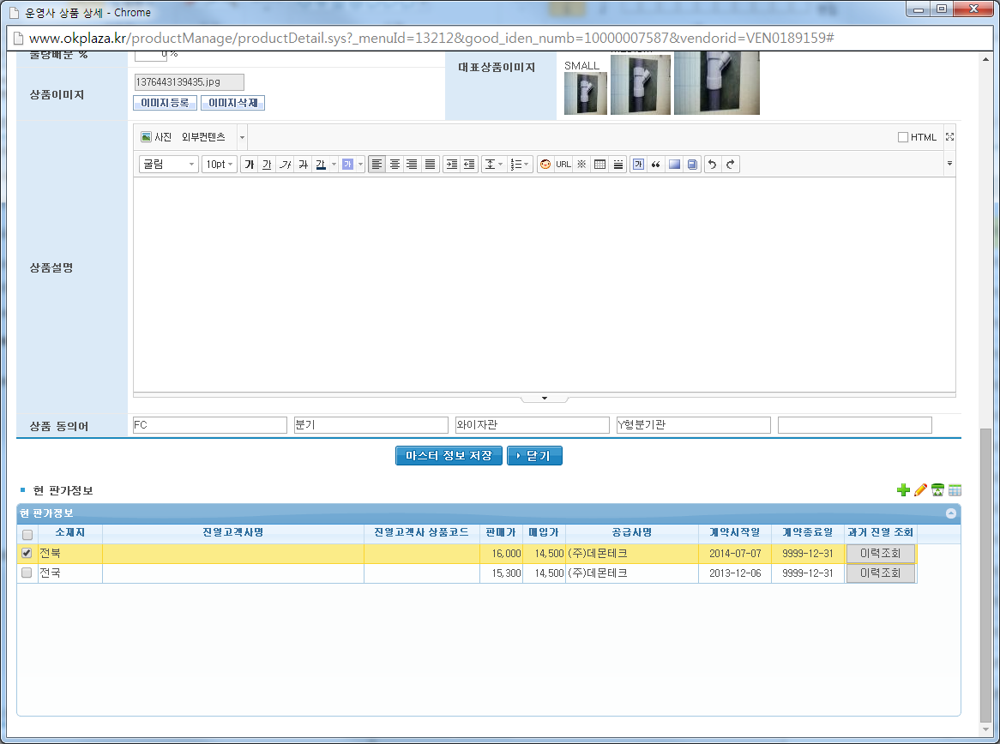 운영사 상품 상세 - Chrome
www.okplaza.kr/productManage/productDetail.sys?_menuId=13212&good_iden_numb=10000007587&vendorid=VEN0189159#
물량배분 % 0 %
대표상품이미지 SMALL MEDIUM
상품이미지 1376443139435.jpg
이미지등록 이미지삭제
사진 외부컨텐츠 HTML
굴림 10pt 가 가 가 가 가 가 URL ※ 가 “
상품설명
상품 동의어 FC 분기 와이자관 Y형분기관
마스터 정보 저장 닫기
현 판가정보
현 판가정보
소재지 진열고객사명 진열고객사 상품코드 판매가 매입가 공급사명 계약시작일 계약종료일 과거 진열 조회
전북 16,000 14,500 (주)데몬테크 2014-07-07 9999-12-31 이력조회
전국 15,300 14,500 (주)데몬테크 2013-12-06 9999-12-31 이력조회